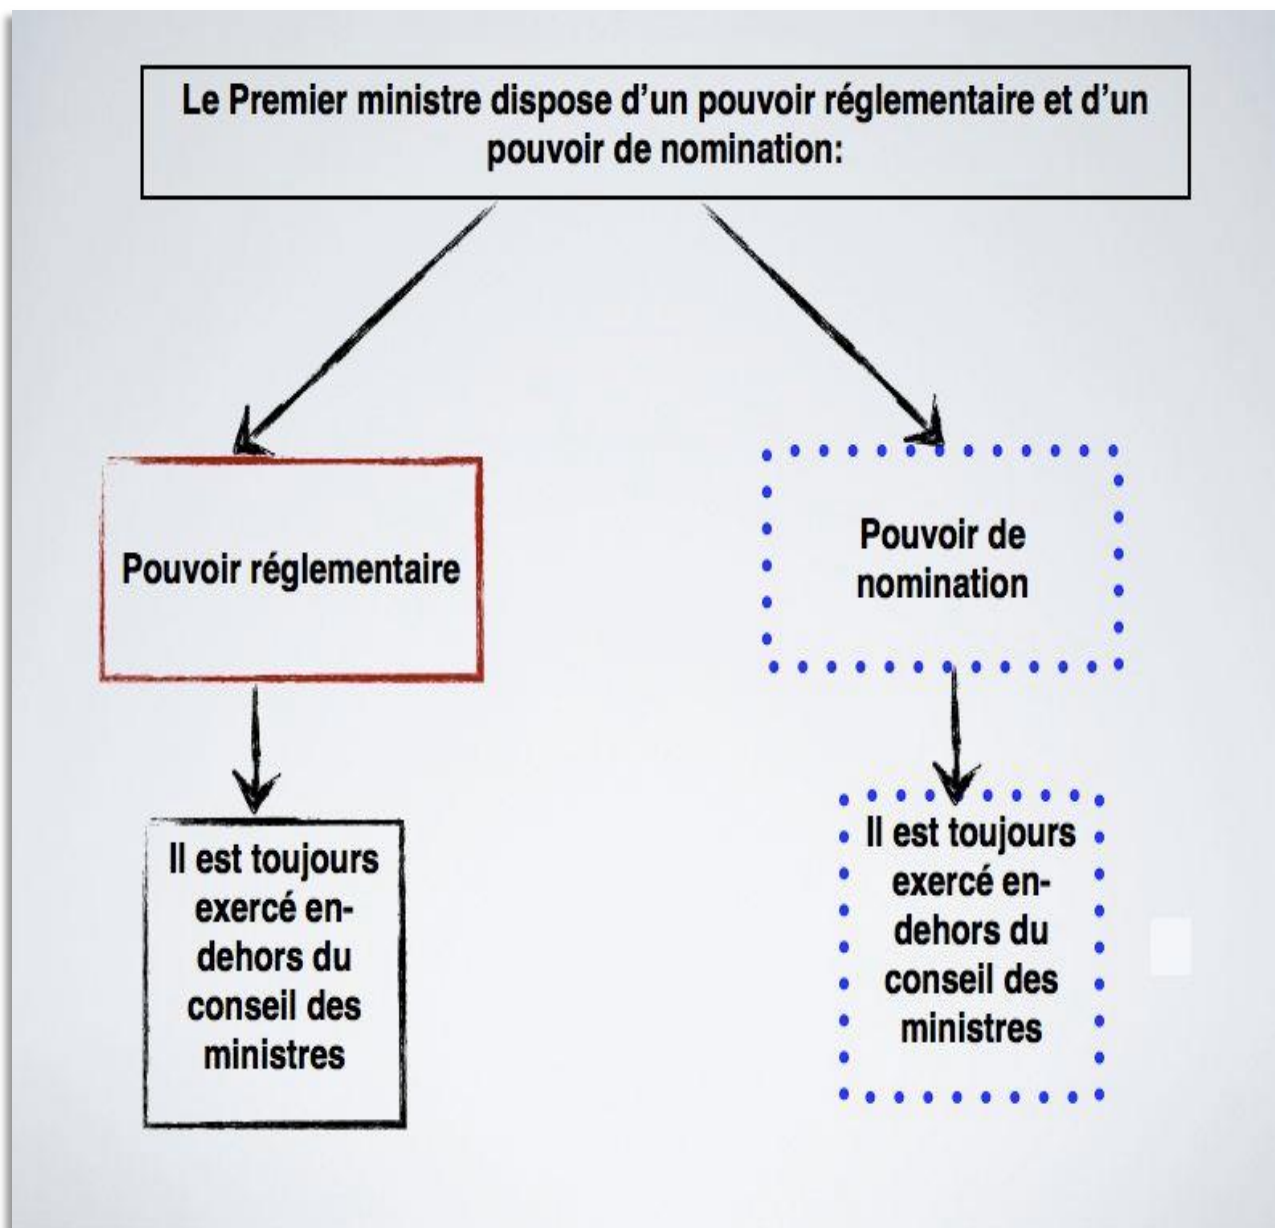 Le Premier ministre dispose d'un pouvoir réglementaire et d'un
pouvoir de nomination:
Pouvoir réglementaire
Pouvoir de
nomination
Il est toujours
exercé en-
dehors du
conseil des
ministres
Il est toujours
exercé en-
dehors du
conseil des
ministres